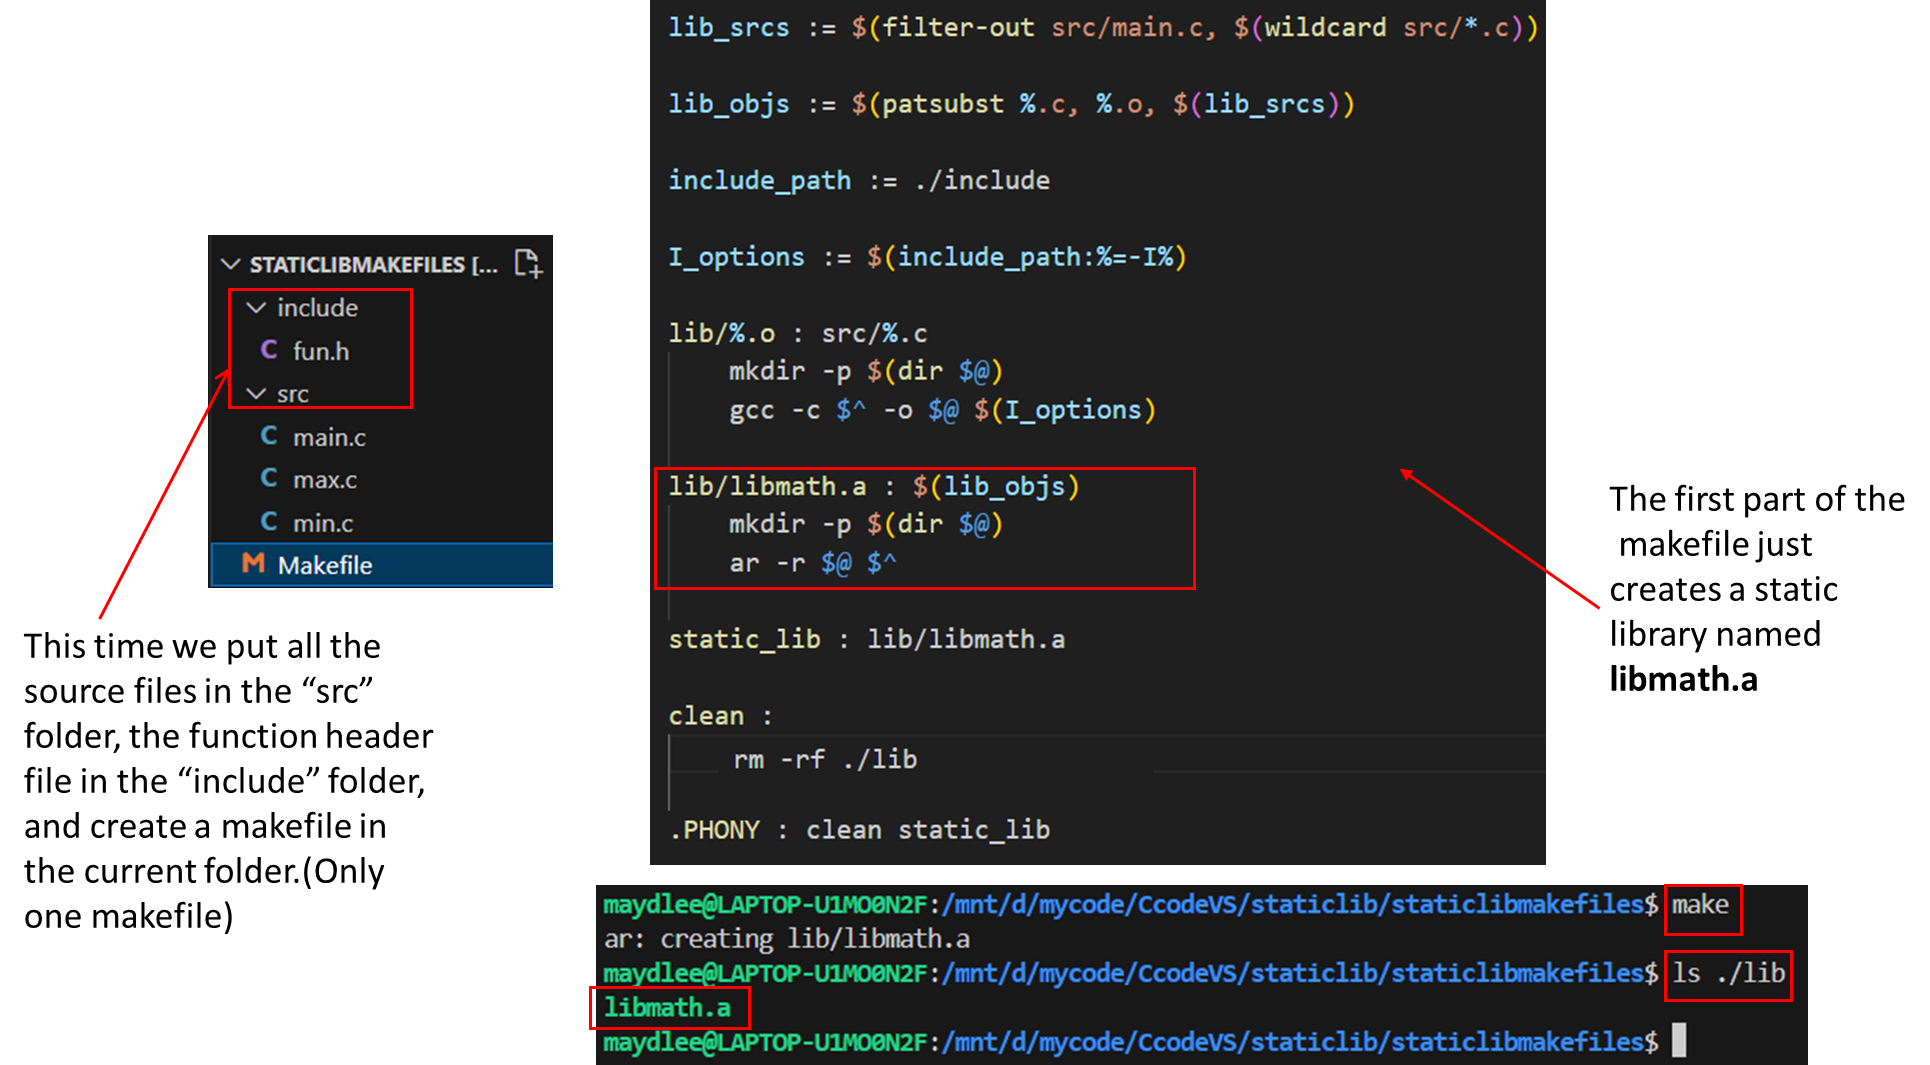 STATICLIBMAKEFILES [...
include
C fun.h
src
C main.c
C max.c
C min.c
M Makefile
This time we put all the
source files in the “src”
folder, the function header
file in the “include” folder,
and create a makefile in
the current folder.(Only
one makefile)
lib_srcs := $(filter-out src/main.c, $(wildcard src/*.c))
lib_objs := $(patsubst %.c, %.o, $(lib_srcs))
include_path := ./include
I_options := $(include_path:%=-I%)
lib/%.o : src/%.c
mkdir -p $(dir $@)
gcc -c $^ -o $@ $(I_options)
lib/libmath.a : $(lib_objs)
mkdir -p $(dir $@)
ar -r $@ $^
static_lib : lib/libmath.a
clean :
rm -rf ./lib
.PHONY : clean static_lib
The first part of the
makefile just
creates a static
library named
libmath.a
maydlee@LAPTOP-U1MO0N2F:/mnt/d/mycode/CcodeVS/staticlib/staticlibmakefiles$ make
ar: creating lib/libmath.a
maydlee@LAPTOP-U1MO0N2F:/mnt/d/mycode/CcodeVS/staticlib/staticlibmakefiles$ ls ./lib
libmath.a
maydlee@LAPTOP-U1MO0N2F:/mnt/d/mycode/CcodeVS/staticlib/staticlibmakefiles$